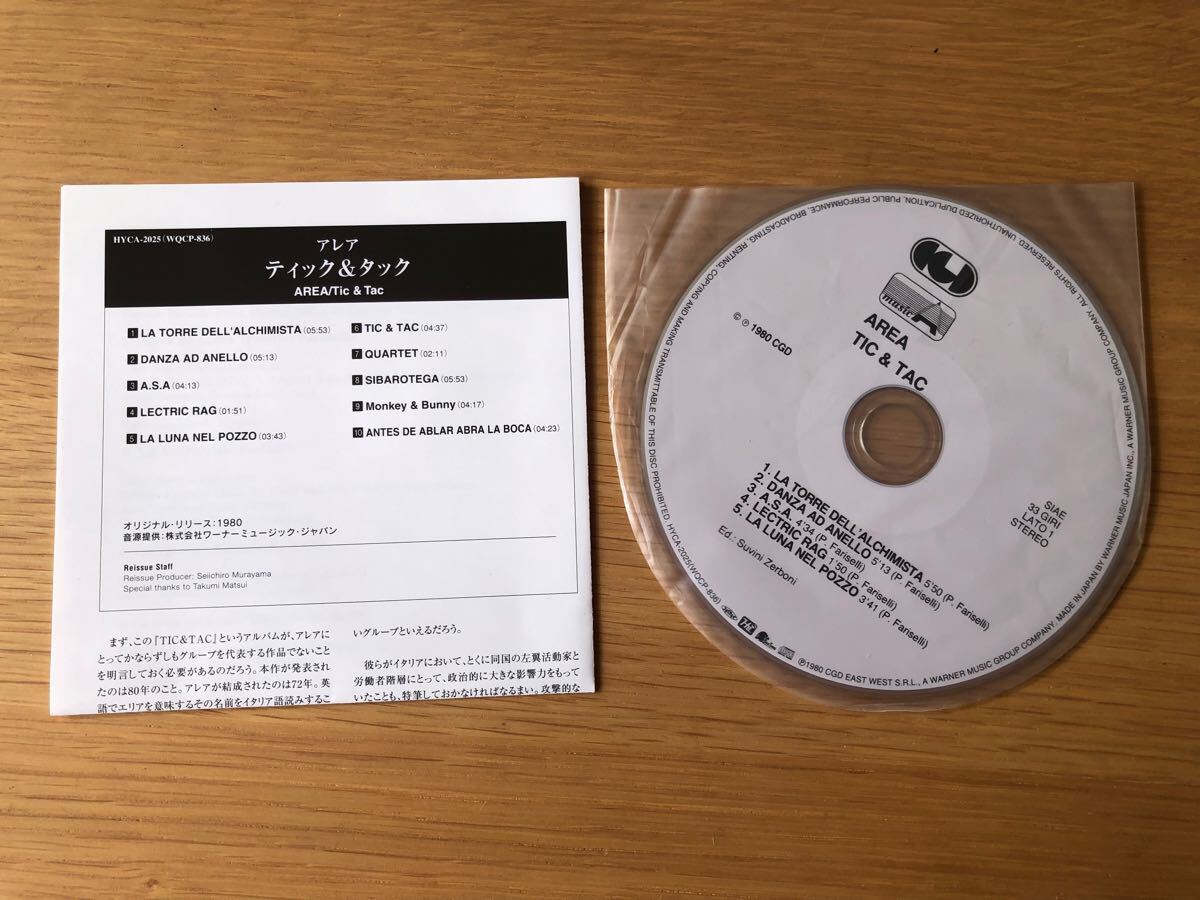 HYCA-2025(WQCP-836)
アレア
ティック&タック
AREA/Tic & Tac
1 LA TORRE DELL'ALCHIMISTA(05:53)
2 DANZA AD ANELLO(05:13)
3 A.S.A(04:13)
4 LECTRIC RAG(01:51)
5 LA LUNA NEL POZZO(03:43)
6 TIC & TAC(04:37)
7 QUARTET(02:11)
8 SIBAROTEGA(05:53)
9 Monkey & Bunny(04:17)
10 ANTES DE ABLAR ABRA LA BOCA(04:23)
オリジナル・リリース:1980
音源提供:株式会社ワーナーミュージック・ジャパン
Reissue Staff
Reissue Producer: Seiichiro Murayama
Special thanks to Takumi Matsui
まず、この『TIC&TAC』というアルバムが、アレアに
とってかならずしもグループを代表する作品でないこと
を明言しておく必要があるのだろう。本作が発表され
たのは80年のこと。アレアが結成されたのは72年。英
語でエリアを意味するその名前をイタリア語読みするこ
いグループといえるだろう。
彼らがイタリアにおいて、とくに同国の左翼活動家と
労働者階層にとって、政治的に大きな影響力をもって
いたことも、特筆しておかなければなるまい。攻撃的な
music A
AREA
TIC & TAC
© ℗ 1980 CGD
1. LA TORRE DELL'ALCHIMISTA 5'50 (P. Fariselli)
2. DANZA AD ANELLO 5'13 (P. Fariselli)
3. A.S.A. 4'34 (P. Fariselli)
4. LECTRIC RAG 1'50 (P. Fariselli)
5. LA LUNA NEL POZZO 3'41 (P. Fariselli)
Ed.: Suvini Zerboni
SIAE
33 GIRI
LATO 1
STEREO
ALL RIGHTS RESERVED. UNAUTHORIZED DUPLICATION, PUBLIC PERFORMANCE, BROADCASTING, RENTING, COPYING AND MAKING TRANSMITTABLE OF THIS DISC PROHIBITED. HYCA-2025(WQCP-836)
℗1980 CGD EAST WEST S.R.L., A WARNER MUSIC GROUP COMPANY. MADE IN JAPAN BY WARNER MUSIC JAPAN INC., A WARNER MUSIC GROUP COMPANY.